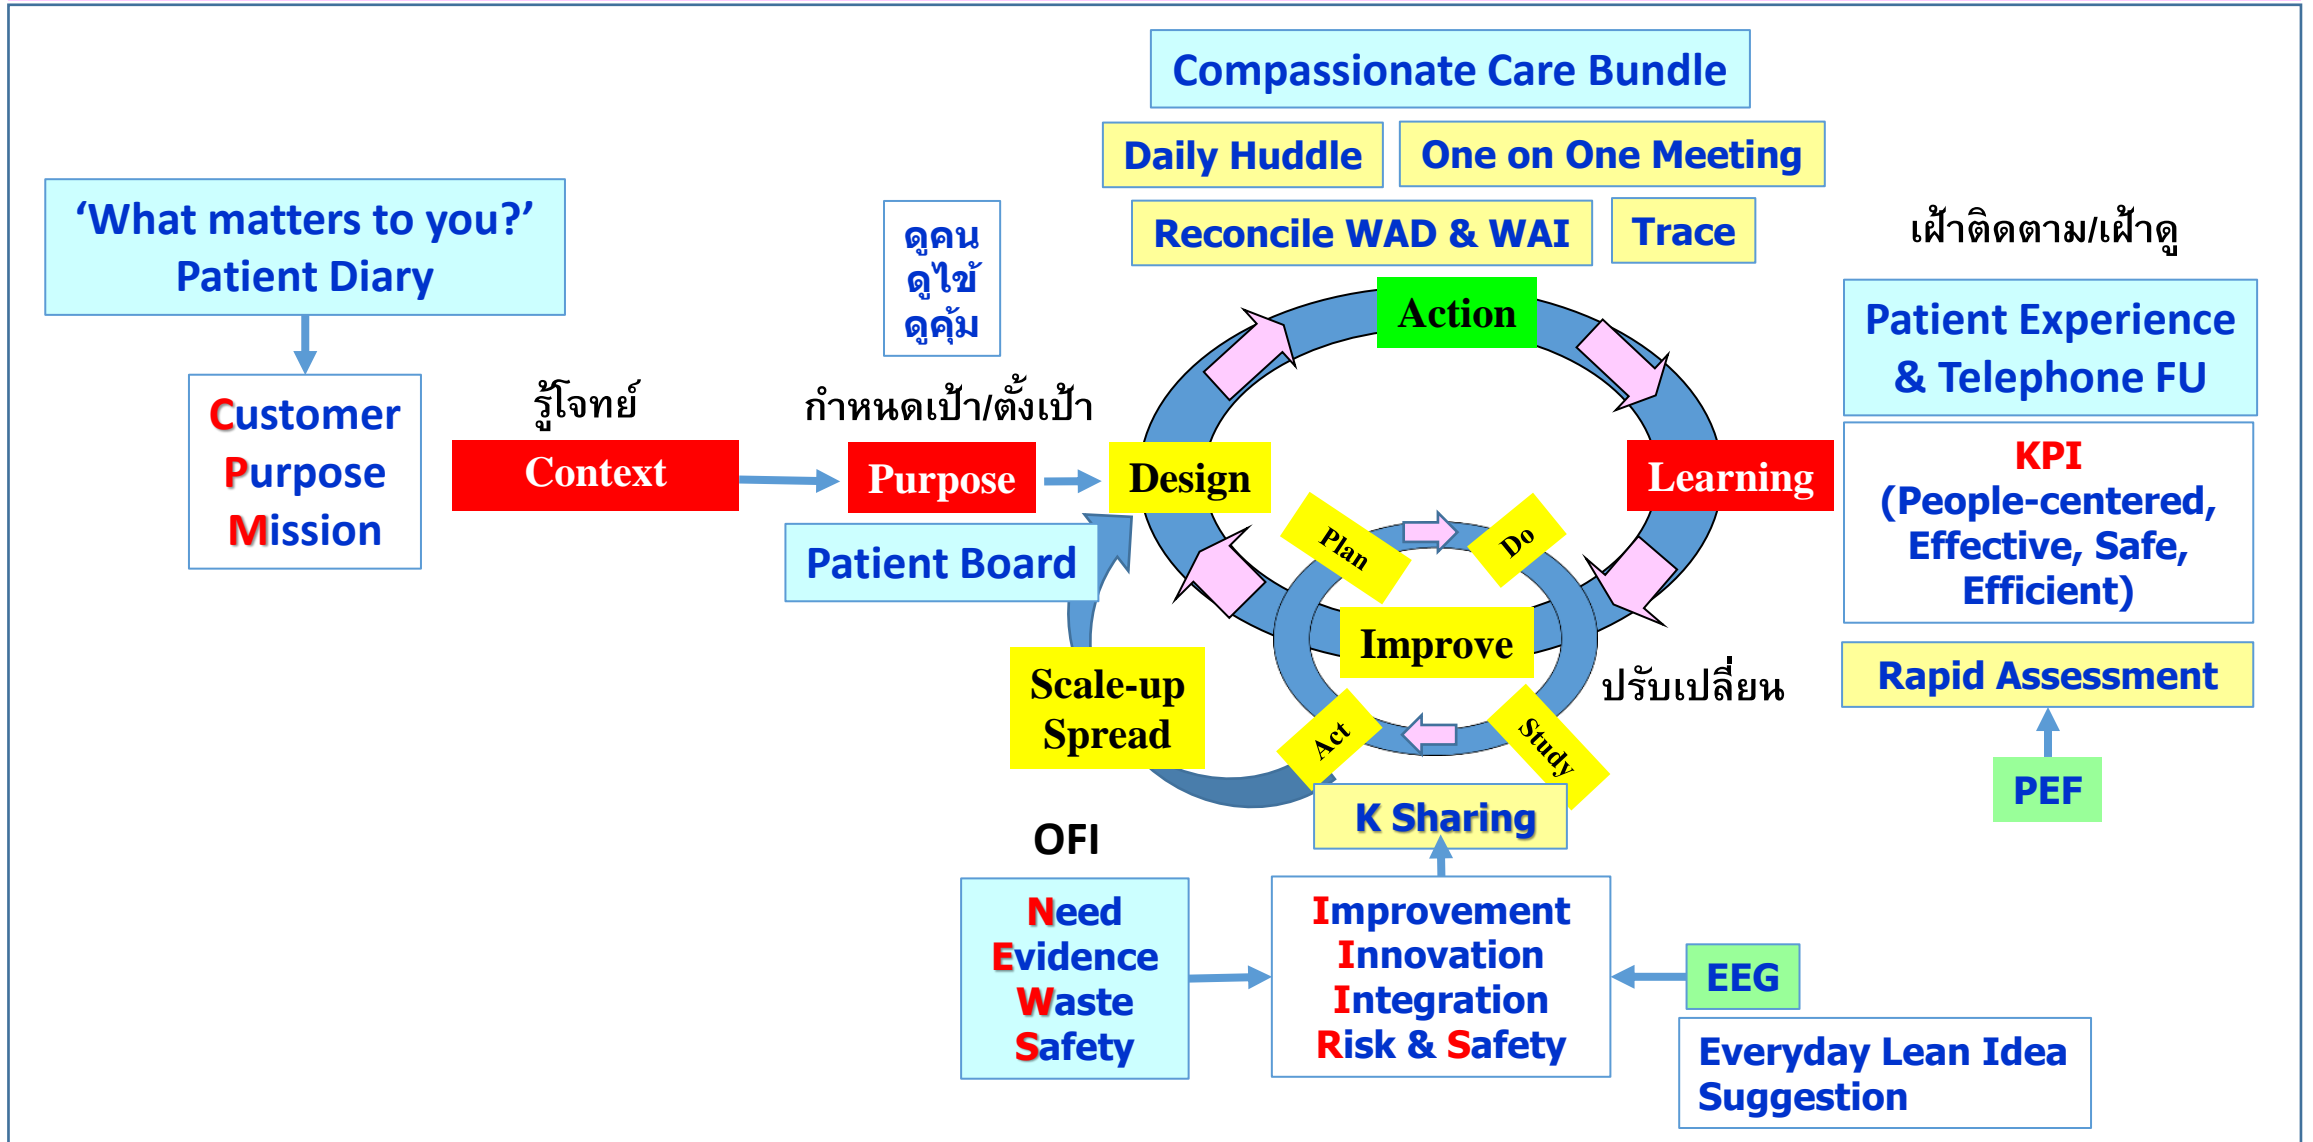 Compassionate Care Bundle
Daily Huddle
One on One Meeting
Reconcile WAD & WAI
Trace
‘What matters to you?’
Patient Diary
Customer
Purpose
Mission
รู้โจทย์
Context
ดูคน
ดูไข้
ดูคุ้ม
กำหนดเป้า/ตั้งเป้า
Purpose
Patient Board
Design
Action
Learning
Improve
Plan
Do
Study
Act
ปรับเปลี่ยน
Scale-up
Spread
เฝ้าติดตาม/เฝ้าดู
Patient Experience
& Telephone FU
KPI
(People-centered,
Effective, Safe,
Efficient)
Rapid Assessment
PEF
K Sharing
OFI
Need
Evidence
Waste
Safety
Improvement
Innovation
Integration
Risk & Safety
EEG
Everyday Lean Idea
Suggestion